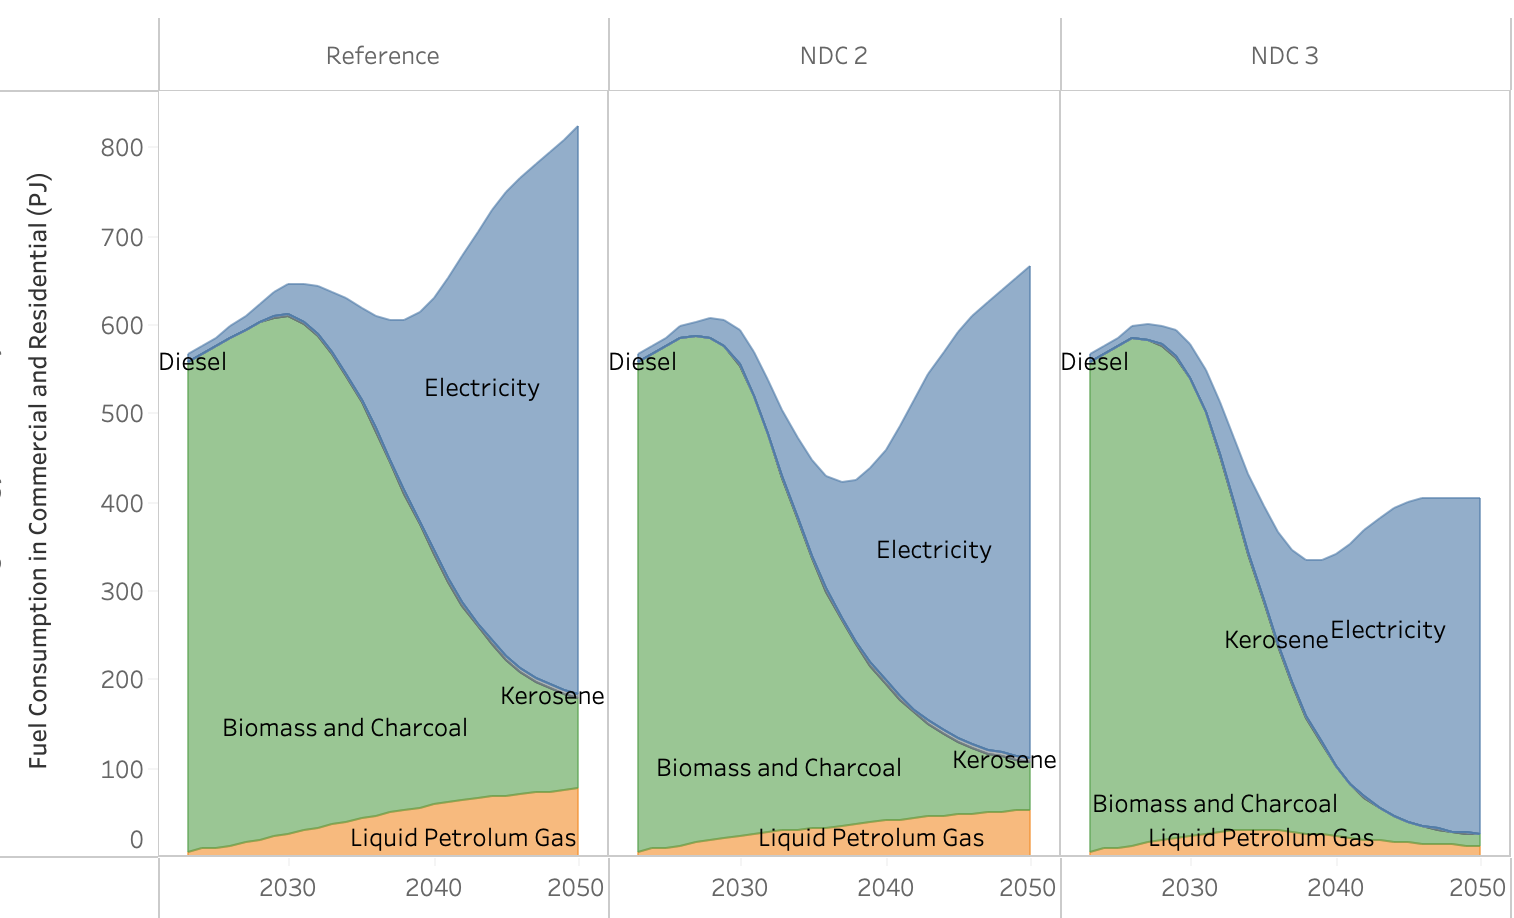 Reference NDC 2 NDC 3
Fuel Consumption in Commercial and Residential (PJ)
800
700
600
500
400
300
200
100
0
Diesel
Electricity
Kerosene
Biomass and Charcoal
Liquid Petrolum Gas
Diesel
Electricity
Kerosene
Biomass and Charcoal
Liquid Petrolum Gas
Diesel
Kerosene
Electricity
Biomass and Charcoal
Liquid Petrolum Gas
2030 2040 2050 2030 2040 2050 2030 2040 2050